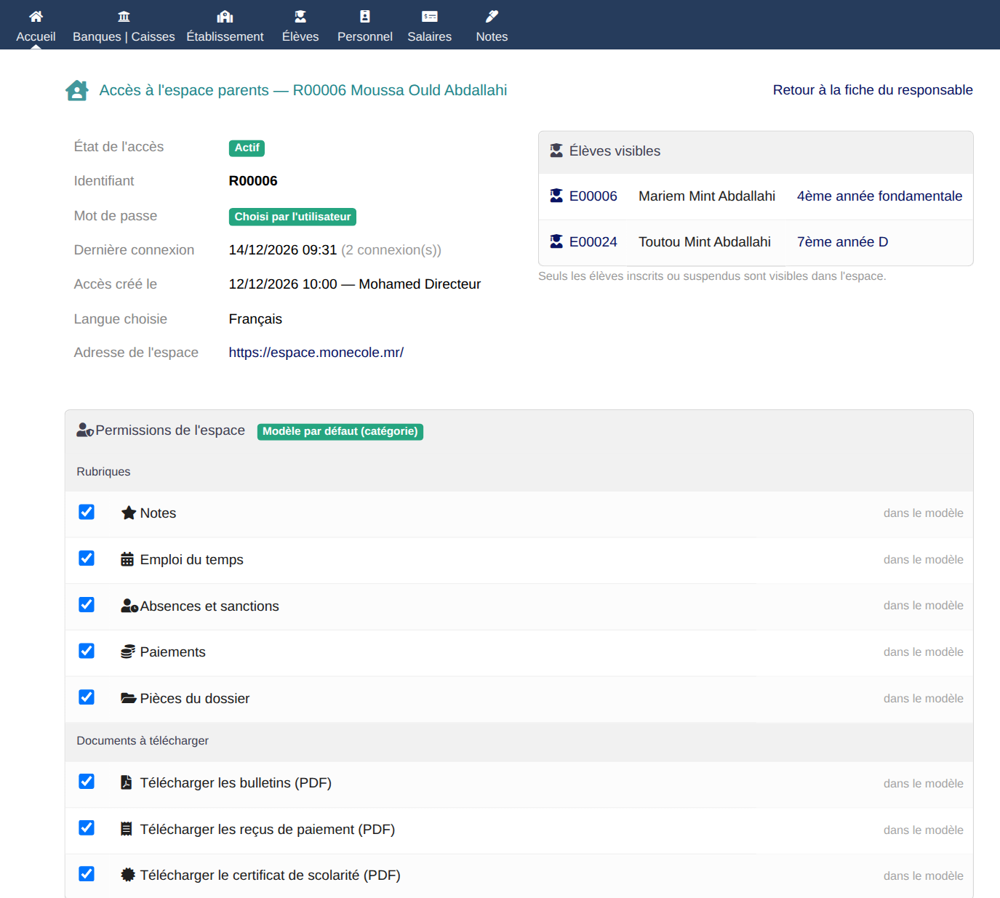 Accueil
Banques | Caisses
Établissement
Élèves
Personnel
Salaires
Notes
Accès à l'espace parents — R00006 Moussa Ould Abdallahi
Retour à la fiche du responsable
État de l'accès Actif
Identifiant R00006
Mot de passe Choisi par l'utilisateur
Dernière connexion 14/12/2026 09:31 (2 connexion(s))
Accès créé le 12/12/2026 10:00 — Mohamed Directeur
Langue choisie Français
Adresse de l'espace https://espace.monecole.mr/
Élèves visibles
E00006 Mariem Mint Abdallahi 4ème année fondamentale
E00024 Toutou Mint Abdallahi 7ème année D
Seuls les élèves inscrits ou suspendus sont visibles dans l'espace.
Permissions de l'espace Modèle par défaut (catégorie)
Rubriques
Notes dans le modèle
Emploi du temps dans le modèle
Absences et sanctions dans le modèle
Paiements dans le modèle
Pièces du dossier dans le modèle
Documents à télécharger
Télécharger les bulletins (PDF) dans le modèle
Télécharger les reçus de paiement (PDF) dans le modèle
Télécharger le certificat de scolarité (PDF) dans le modèle